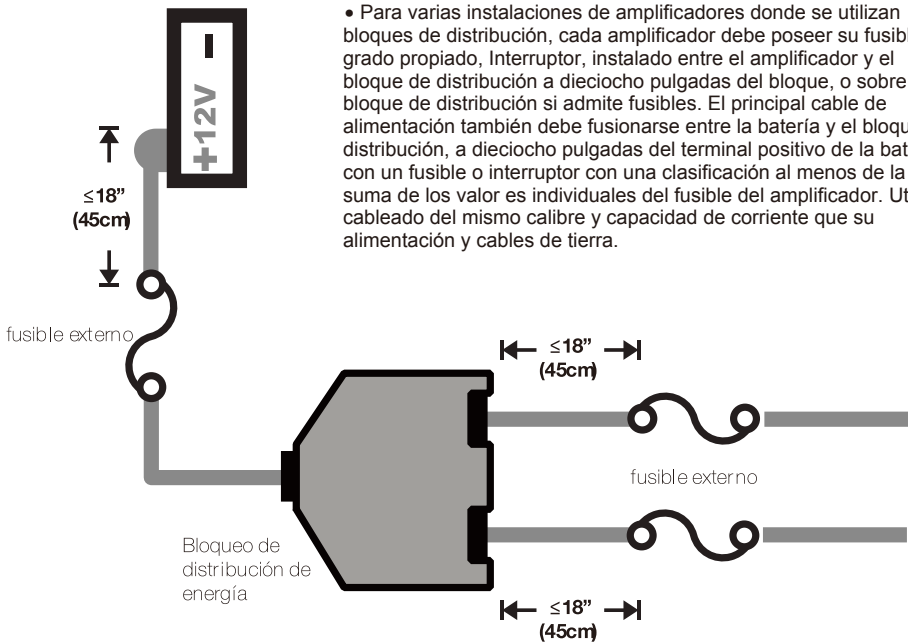 • Para varias instalaciones de amplificadores donde se utilizan
bloques de distribución, cada amplificador debe poseer su fusibl
grado propiado, Interruptor, instalado entre el amplificador y el
bloque de distribución a dieciocho pulgadas del bloque, o sobre
bloque de distribución si admite fusibles. El principal cable de
alimentación también debe fusionarse entre la batería y el bloqu
distribución, a dieciocho pulgadas del terminal positivo de la bat
con un fusible o interruptor con una clasificación al menos de la
suma de los valor es individuales del fusible del amplificador. Ut
cableado del mismo calibre y capacidad de corriente que su
alimentación y cables de tierra.
+12V -
≤18”
(45cm)
fusible externo
≤18”
(45cm)
fusible externo
Bloqueo de
distribución de
energía
≤18”
(45cm)